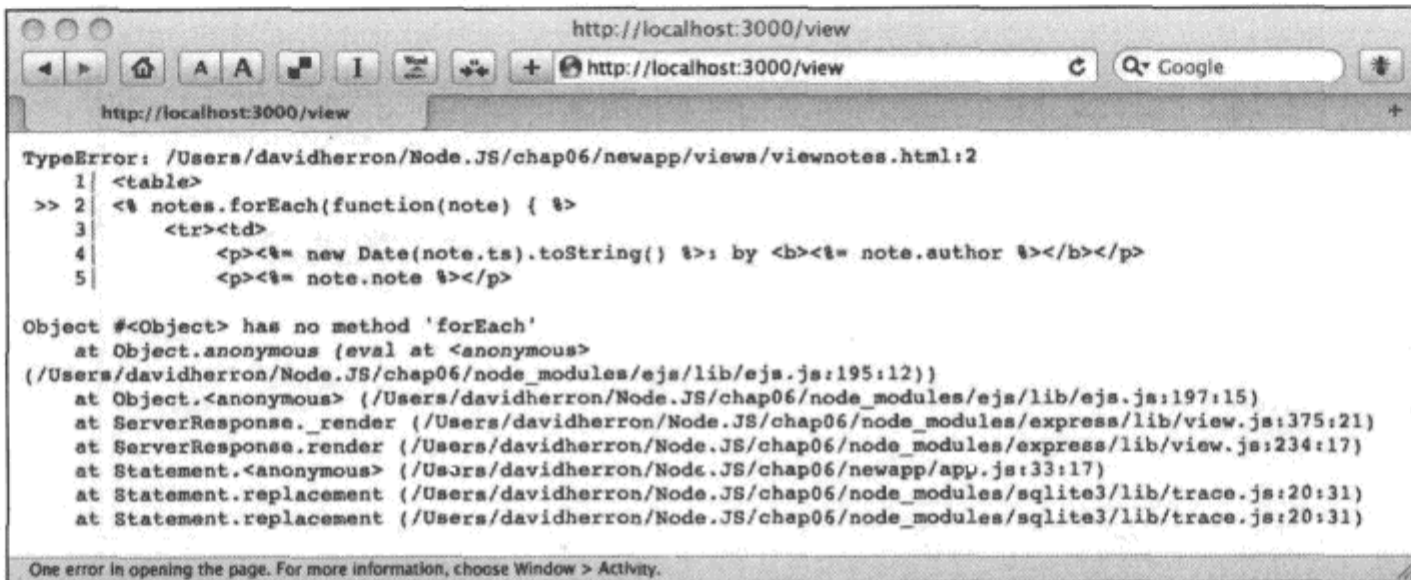 http://localhost:3000/view
A A I + http://localhost:3000/view Google
http://localhost:3000/view +
TypeError: /Users/davidherron/Node.JS/chap06/newapp/views/viewnotes.html:2
1| <table>
>> 2| <% notes.forEach(function(note) { %>
3| <tr><td>
4| <p><%= new Date(note.ts).toString() %>: by <b><%= note.author %></b></p>
5| <p><%= note.note %></p>
Object #<Object> has no method 'forEach'
at Object.anonymous (eval at <anonymous>
(/Users/davidherron/Node.JS/chap06/node_modules/ejs/lib/ejs.js:195:12))
at Object.<anonymous> (/Users/davidherron/Node.JS/chap06/node_modules/ejs/lib/ejs.js:197:15)
at ServerResponse._render (/Users/davidherron/Node.JS/chap06/node_modules/express/lib/view.js:375:21)
at ServerResponse.render (/Users/davidherron/Node.JS/chap06/node_modules/express/lib/view.js:234:17)
at Statement.<anonymous> (/Users/davidherron/Node.JS/chap06/newapp/app.js:33:17)
at Statement.replacement (/Users/davidherron/Node.JS/chap06/node_modules/sqlite3/lib/trace.js:20:31)
at Statement.replacement (/Users/davidherron/Node.JS/chap06/node_modules/sqlite3/lib/trace.js:20:31)
One error in opening the page. For more information, choose Window > Activity.